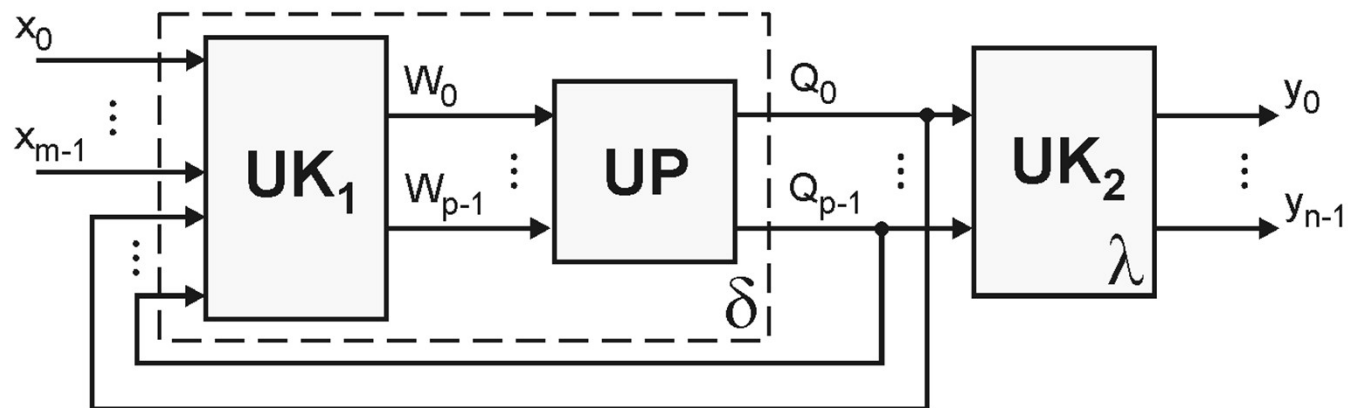 x₀
⋮
xₘ₋₁
⋮
UK₁
W₀
⋮
Wₚ₋₁
UP
δ
Q₀
⋮
Qₚ₋₁
UK₂
λ
y₀
⋮
yₙ₋₁